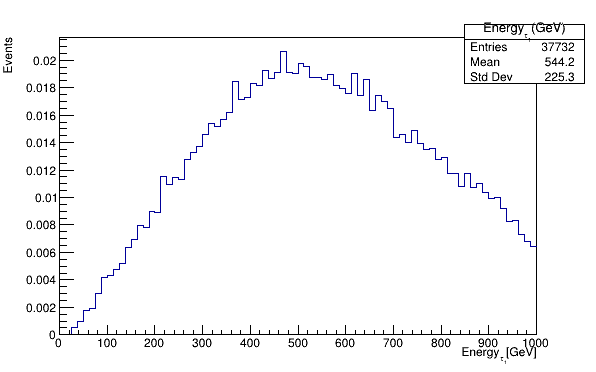 Energy_τ₁(GeV)
Entries 37732
Mean 544.2
Std Dev 225.3
Events
0.02
0.018
0.016
0.014
0.012
0.01
0.008
0.006
0.004
0.002
0
0 100 200 300 400 500 600 700 800 900 1000
Energy_τ₁[GeV]